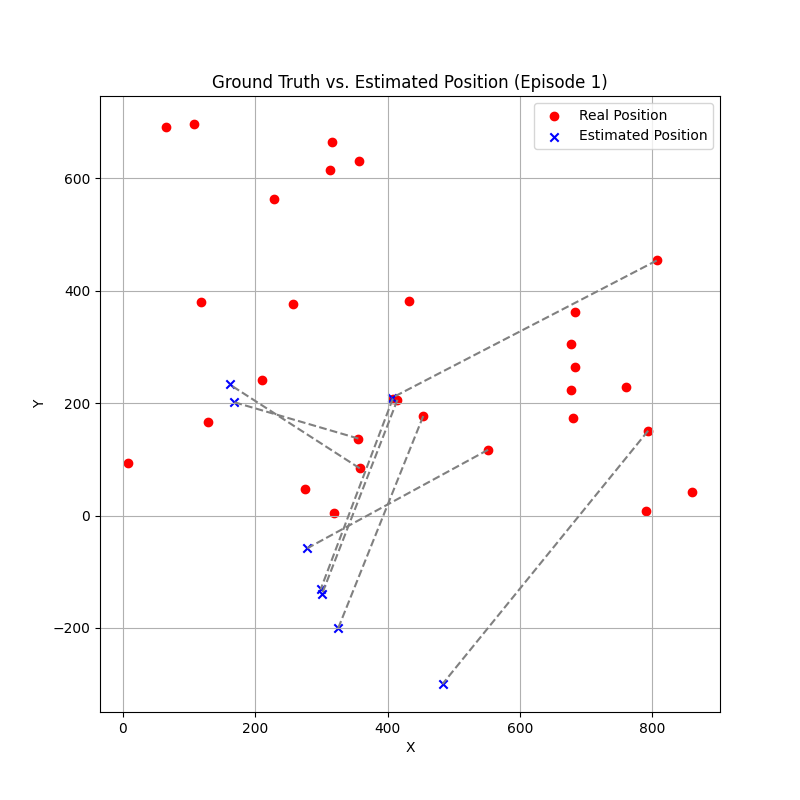 Ground Truth vs. Estimated Position (Episode 1)
Real Position
Estimated Position
600
400
200
0
−200
Y
0 200 400 600 800
X